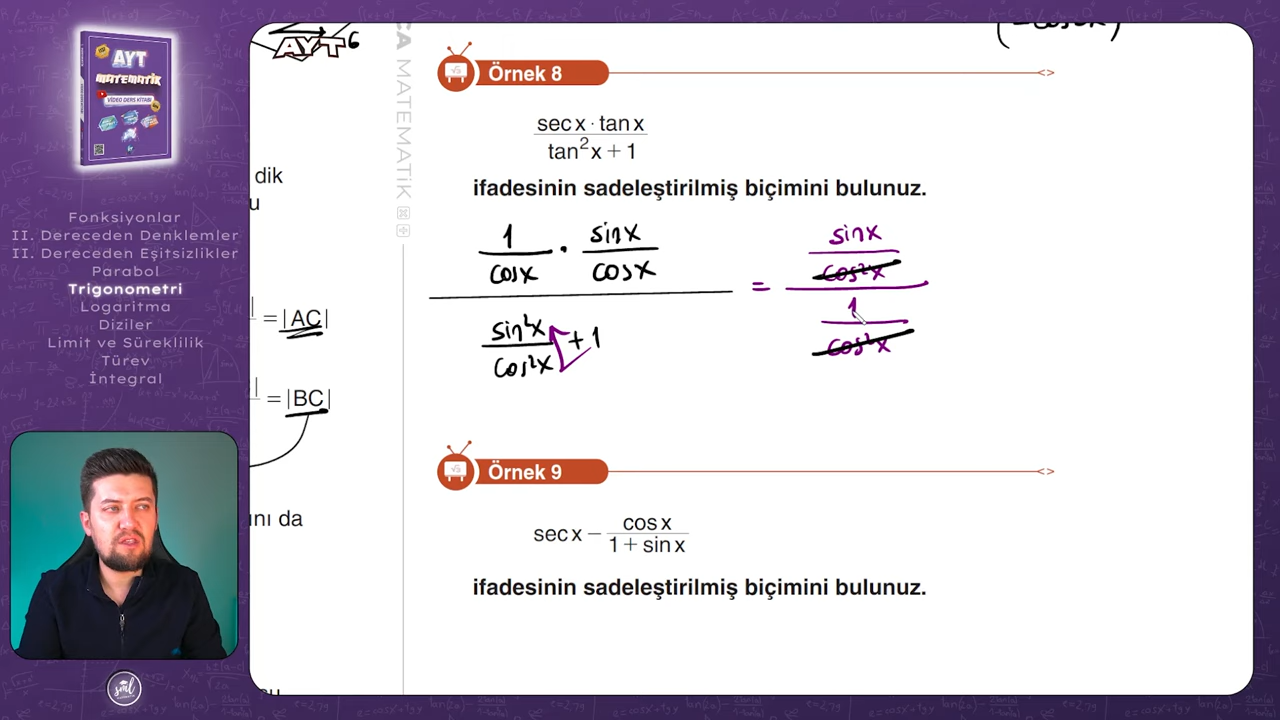 AYT
MATEMATİK
VİDEO DERS KİTABI
Fonksiyonlar
II. Dereceden Denklemler
II. Dereceden Eşitsizlikler
Parabol
Trigonometri
Logaritma
Diziler
Limit ve Süreklilik
Türev
İntegral
sml
AYT 6
dik
= |AC|
= |BC|
nı da
MATEMATİK
Örnek 8
sec x · tan x
tan²x + 1
ifadesinin sadeleştirilmiş biçimini bulunuz.
1/cosx · sinx/cosx
sin²x/cos²x + 1
=
sinx
cos²x
1
cos²x
Örnek 9
sec x − cos x / 1 + sin x
ifadesinin sadeleştirilmiş biçimini bulunuz.